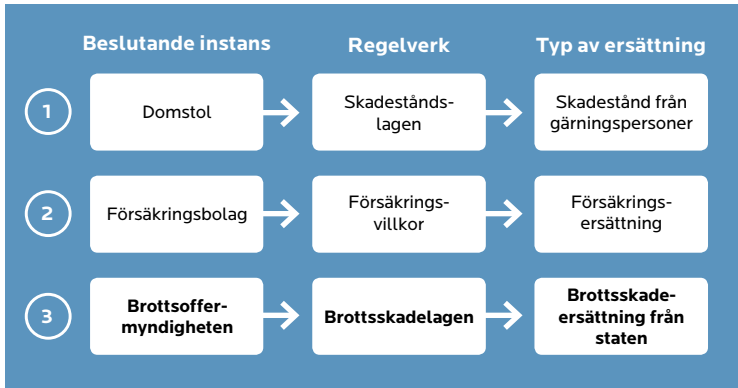 Beslutande instans Regelverk Typ av ersättning
1 Domstol Skadestånds-
lagen Skadestånd från
gärningspersoner
2 Försäkringsbolag Försäkrings-
villkor Försäkrings-
ersättning
3 Brottsoffer-
myndigheten Brottsskadelagen Brottsskade-
ersättning från
staten